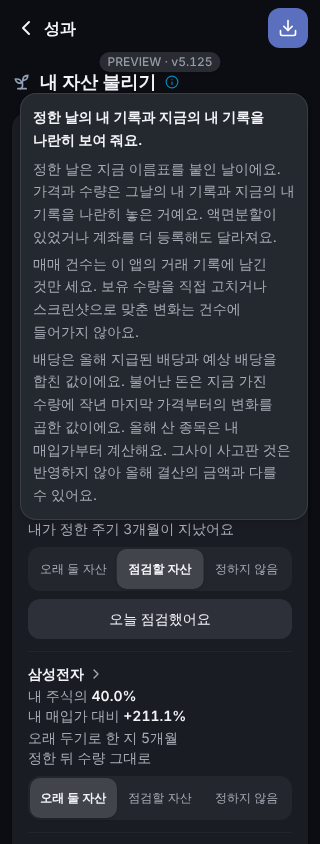 성과
PREVIEW · v5.125
내 자산 불리기
정한 날의 내 기록과 지금의 내 기록을
나란히 보여 줘요.
정한 날은 지금 이름표를 붙인 날이에요.
가격과 수량은 그날의 내 기록과 지금의 내
기록을 나란히 놓은 거예요. 액면분할이
있었거나 계좌를 더 등록해도 달라져요.
매매 건수는 이 앱의 거래 기록에 남긴
것만 세요. 보유 수량을 직접 고치거나
스크린샷으로 맞춘 변화는 건수에
들어가지 않아요.
배당은 올해 지급된 배당과 예상 배당을
합친 값이에요. 불어난 돈은 지금 가진
수량에 작년 마지막 가격부터의 변화를
곱한 값이에요. 올해 산 종목은 내
매입가부터 계산해요. 그사이 사고판 것은
반영하지 않아 올해 결산의 금액과 다를
수 있어요.
내가 정한 주기 3개월이 지났어요
오래 둘 자산 점검할 자산 정하지 않음
오늘 점검했어요
삼성전자
내 주식의 40.0%
내 매입가 대비 +211.1%
오래 두기로 한 지 5개월
정한 뒤 수량 그대로
오래 둘 자산 점검할 자산 정하지 않음